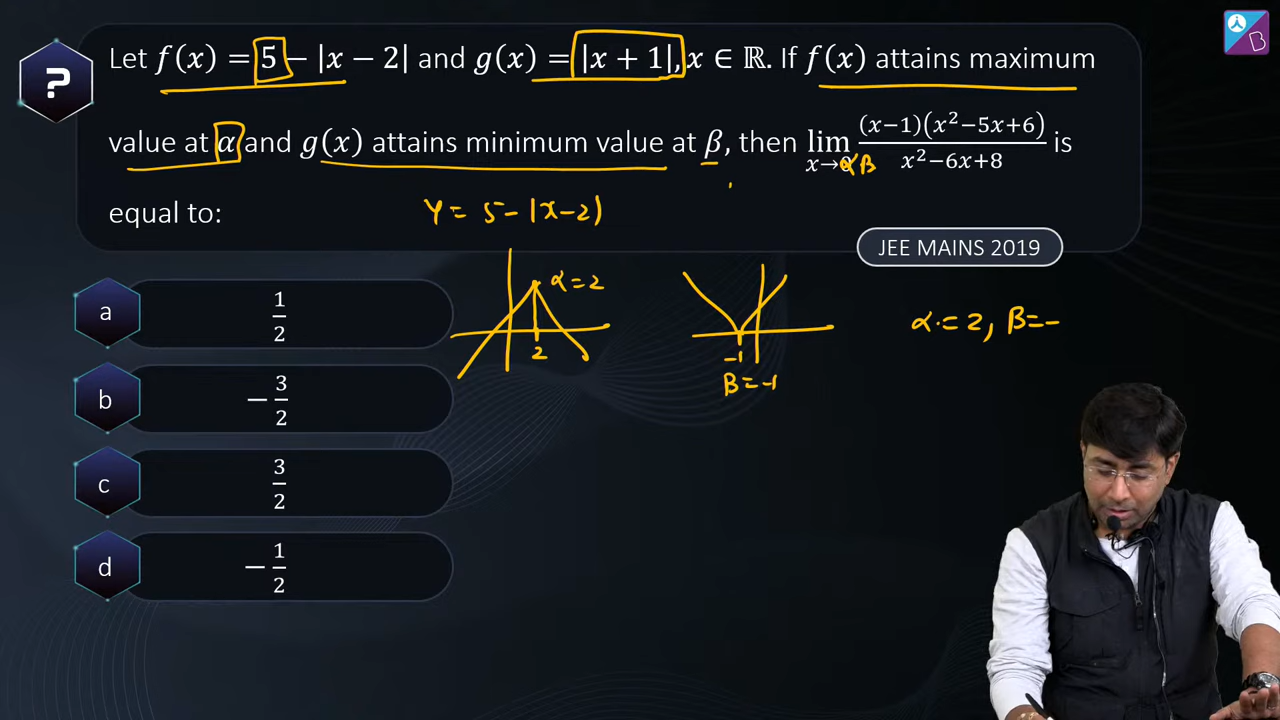 ?
Let f(x) = 5 − |x − 2| and g(x) = |x + 1|, x ∈ ℝ. If f(x) attains maximum
value at α and g(x) attains minimum value at β, then lim x→αβ (x−1)(x²−5x+6)/(x²−6x+8) is
equal to:
Y = 5 − |x−2|
JEE MAINS 2019
a 1/2
b −3/2
c 3/2
d −1/2
α = 2
2
−1
β = −1
α = 2, β = −
B